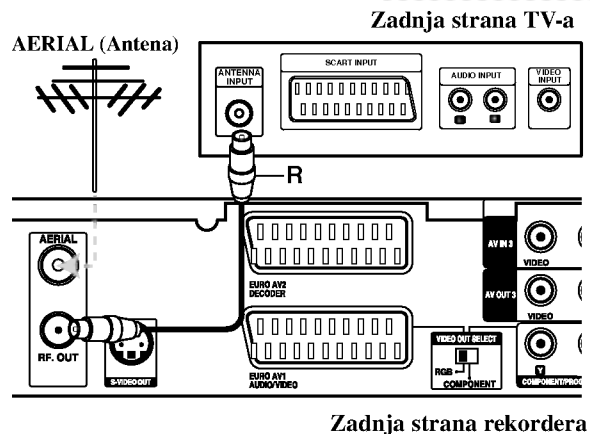 Zadnja strana TV-a
AERIAL (Antena)
ANTENNA
INPUT
SCART INPUT
AUDIO INPUT
VIDEO
INPUT
R
AERIAL
RF. OUT
S-VIDEO OUT
EURO AV2
DECODER
EURO AV1
AUDIO/VIDEO
AV IN 3
VIDEO
AV OUT 3
VIDEO
VIDEO OUT SELECT
RGB
COMPONENT
Y
COMPONENT/PROG
Zadnja strana rekordera